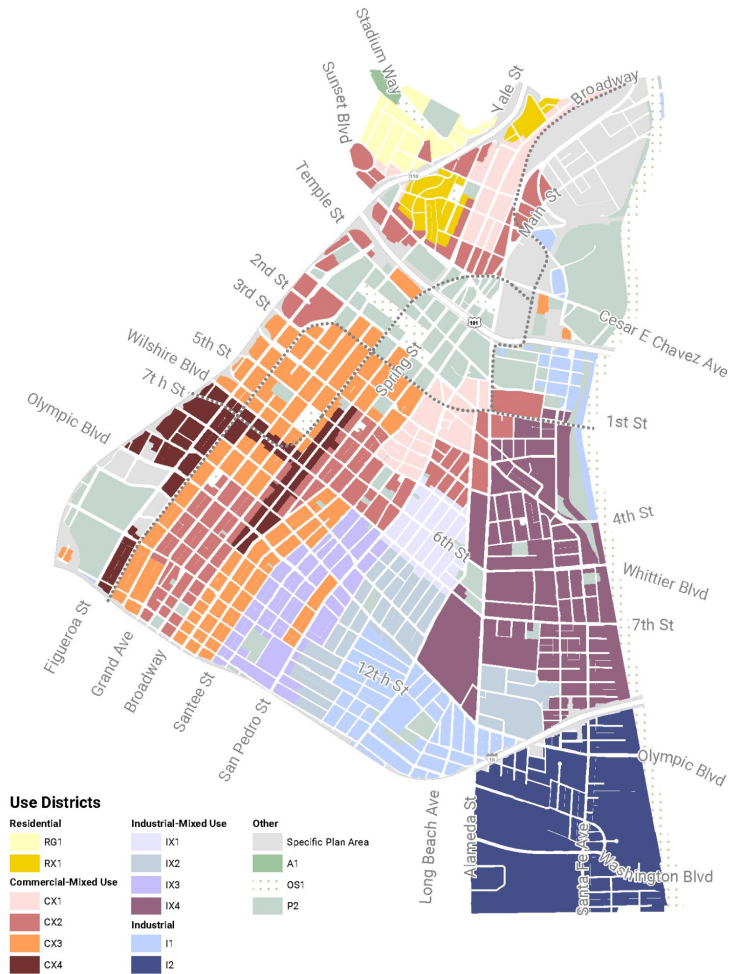 Stadium Way
Sunset Blvd
Yale St
Broadway
110
Temple St
Main St
2nd St
3rd St
101
Cesar E Chavez Ave
5th St
Wilshire Blvd
Spring St
7t h St
Olympic Blvd
1st St
4th St
6th St
Whittier Blvd
7th St
Figueroa St
Grand Ave
Broadway
Santee St
San Pedro St
12t h St
10
Olympic Blvd
Long Beach Ave
Alameda St
Santa Fe Ave
Washington Blvd
Use Districts
Residential
RG1
RX1
Commercial-Mixed Use
CX1
CX2
CX3
CX4
Industrial-Mixed Use
IX1
IX2
IX3
IX4
Industrial
I1
I2
Other
Specific Plan Area
A1
OS1
P2